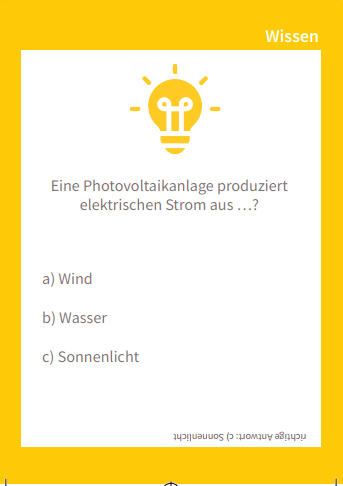 Wissen
Eine Photovoltaikanlage produziert
elektrischen Strom aus …?
a) Wind
b) Wasser
c) Sonnenlicht
richtige Antwort: c) Sonnenlicht